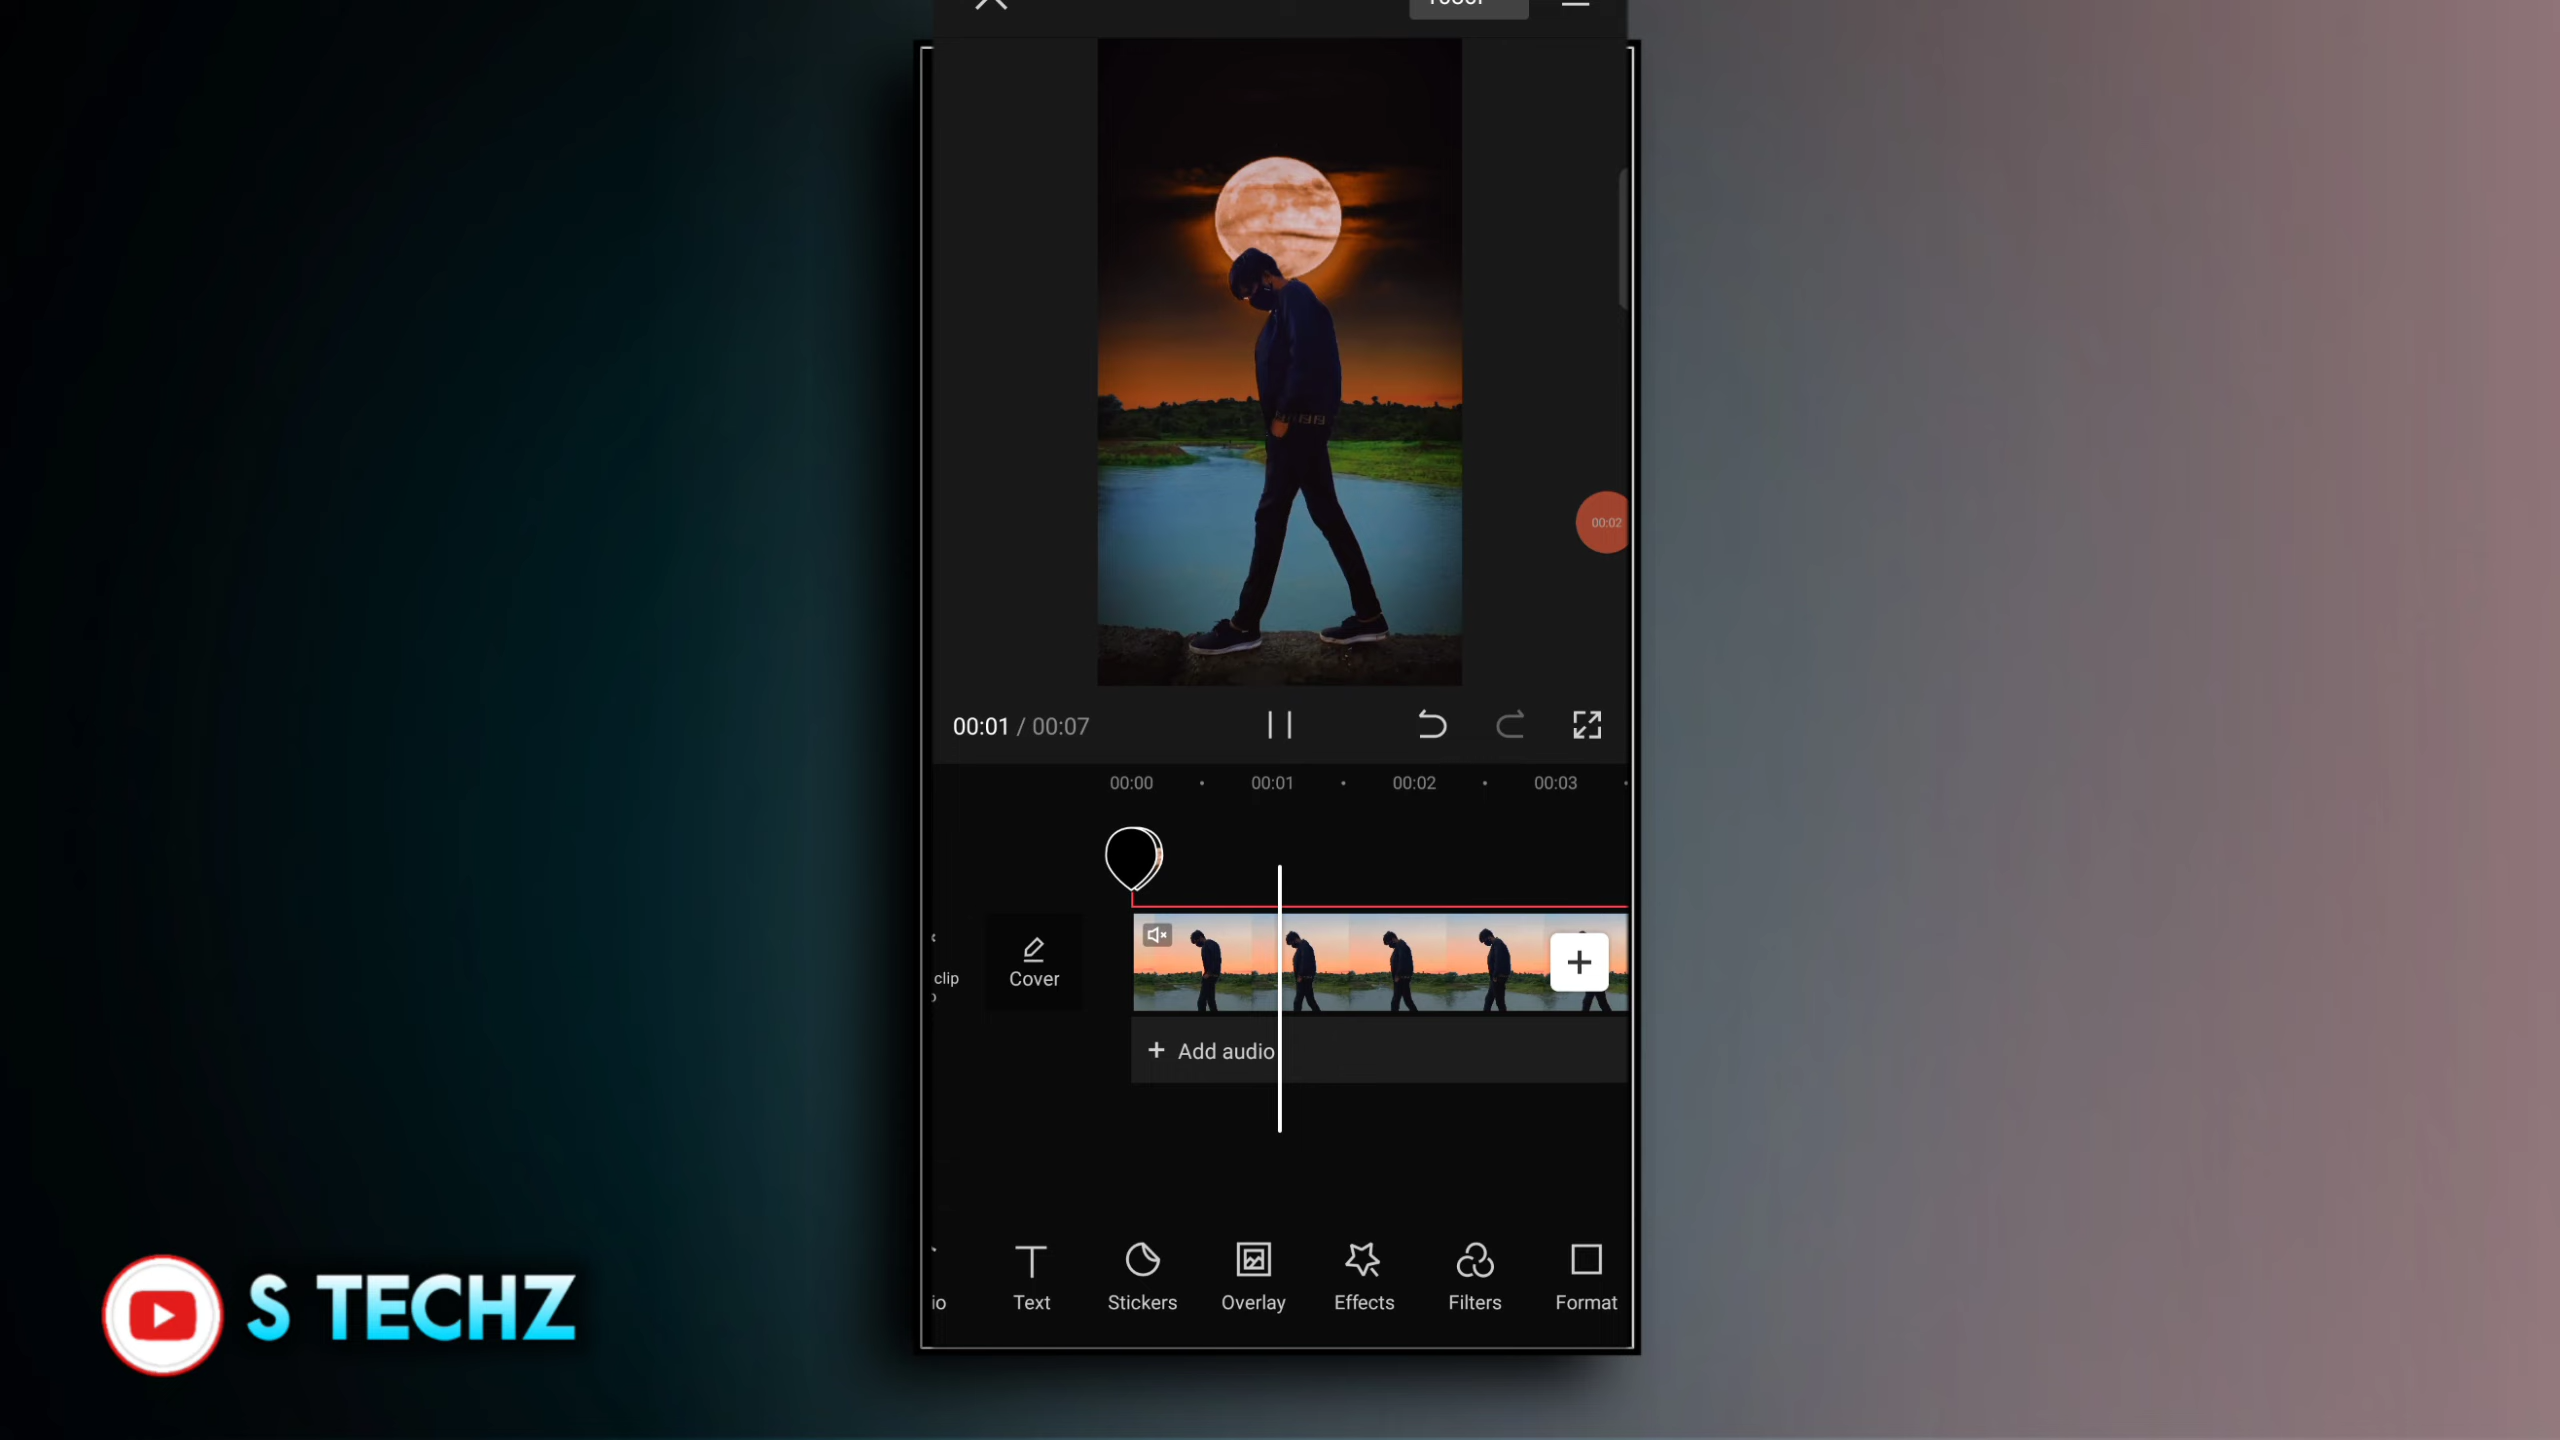 00:02
00:01 / 00:07
00:00 00:01 00:02 00:03
clip
Cover
+ Add audio
io Text Stickers Overlay Effects Filters Format
S TECHZ